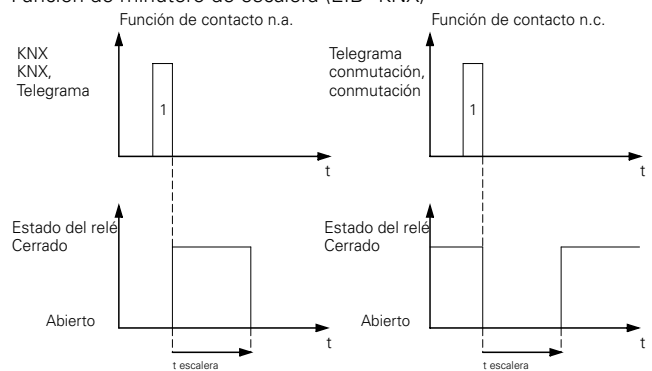 Función de minutero de escalera (EIB KNX)
Función de contacto n.a.
KNX
KNX,
Telegrama
1
t
Función de contacto n.c.
Telegrama
conmutación,
conmutación
1
t
Estado del relé
Cerrado
Abierto
t
t escalera
Estado del relé
Cerrado
Abierto
t
t escalera